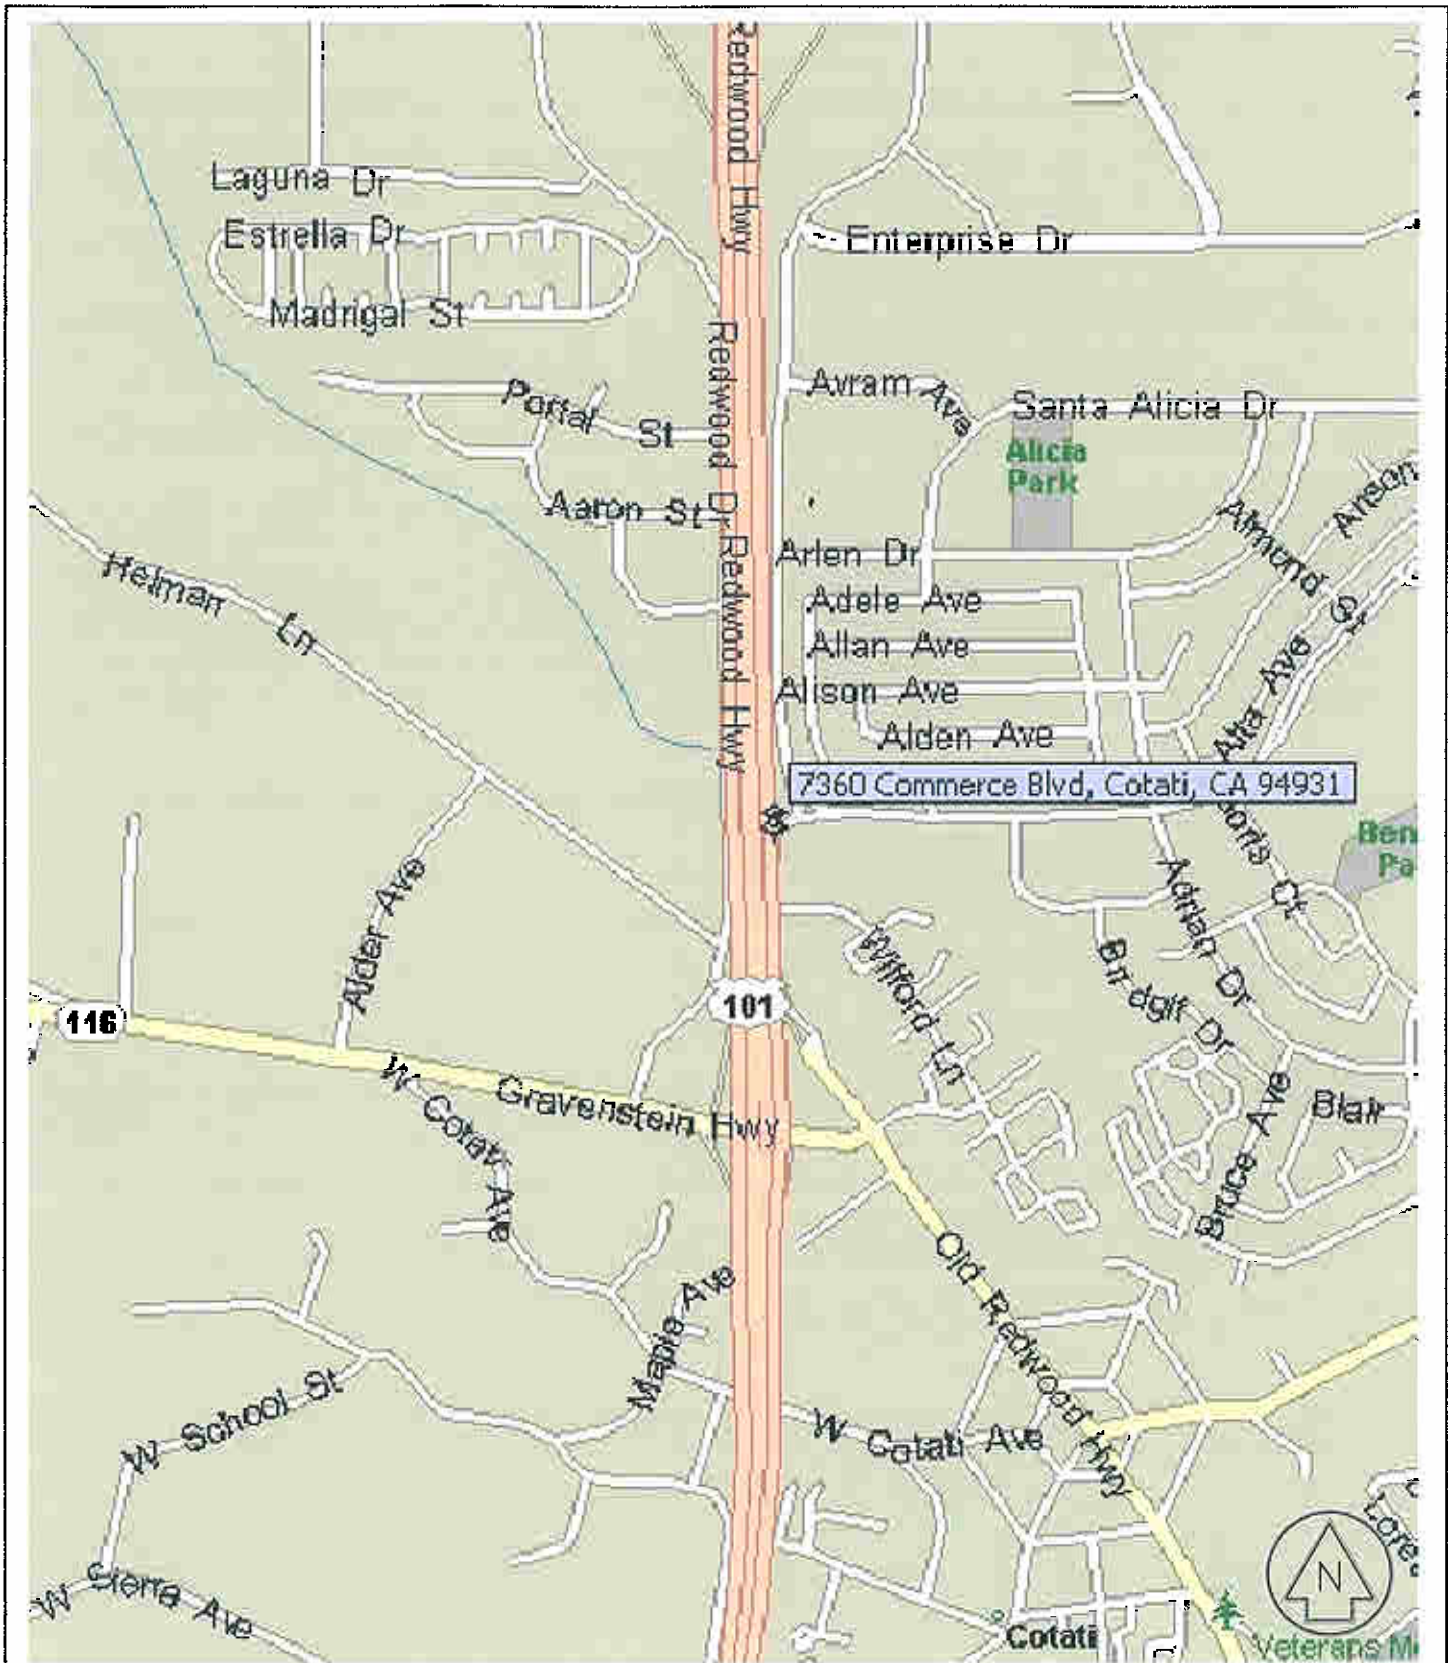 Redwood Hwy
Laguna Dr
Estrella Dr
Enterprise Dr
Madrigal St
Redwood Dr
Portal St
Avram Ave
Santa Alicia Dr
Alicia
Park
Aaron St
Almond St
Anson
Redwood Hwy
Arlen Dr
Helman Ln
Adele Ave
Allan Ave
Alison Ave
Alta Ave
Alden Ave
7360 Commerce Blvd, Cotati, CA 94931
Ben
Pa
Ct
Alder Ave
Adrian Dr
Wilford Ln
Dr
101
116
W Cotati Ave
Gravenstein Hwy
Bruce Ave
Blair
Old Redwood Hwy
Maple Ave
W School St
W Cotati Ave
N
W Sierra Ave
Cotati
Veterans M